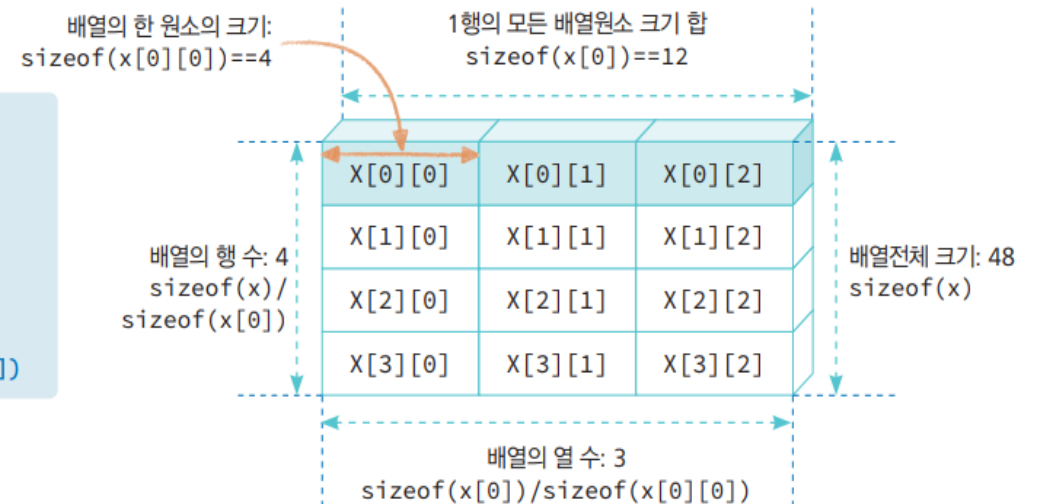 배열의 한 원소의 크기:
sizeof(x[0][0])==4
1행의 모든 배열원소 크기 합
sizeof(x[0])==12
X[0][0] X[0][1] X[0][2]
X[1][0] X[1][1] X[1][2]
X[2][0] X[2][1] X[2][2]
X[3][0] X[3][1] X[3][2]
배열의 행 수: 4
sizeof(x)/
sizeof(x[0])
배열전체 크기: 48
sizeof(x)
])
배열의 열 수: 3
sizeof(x[0])/sizeof(x[0][0])